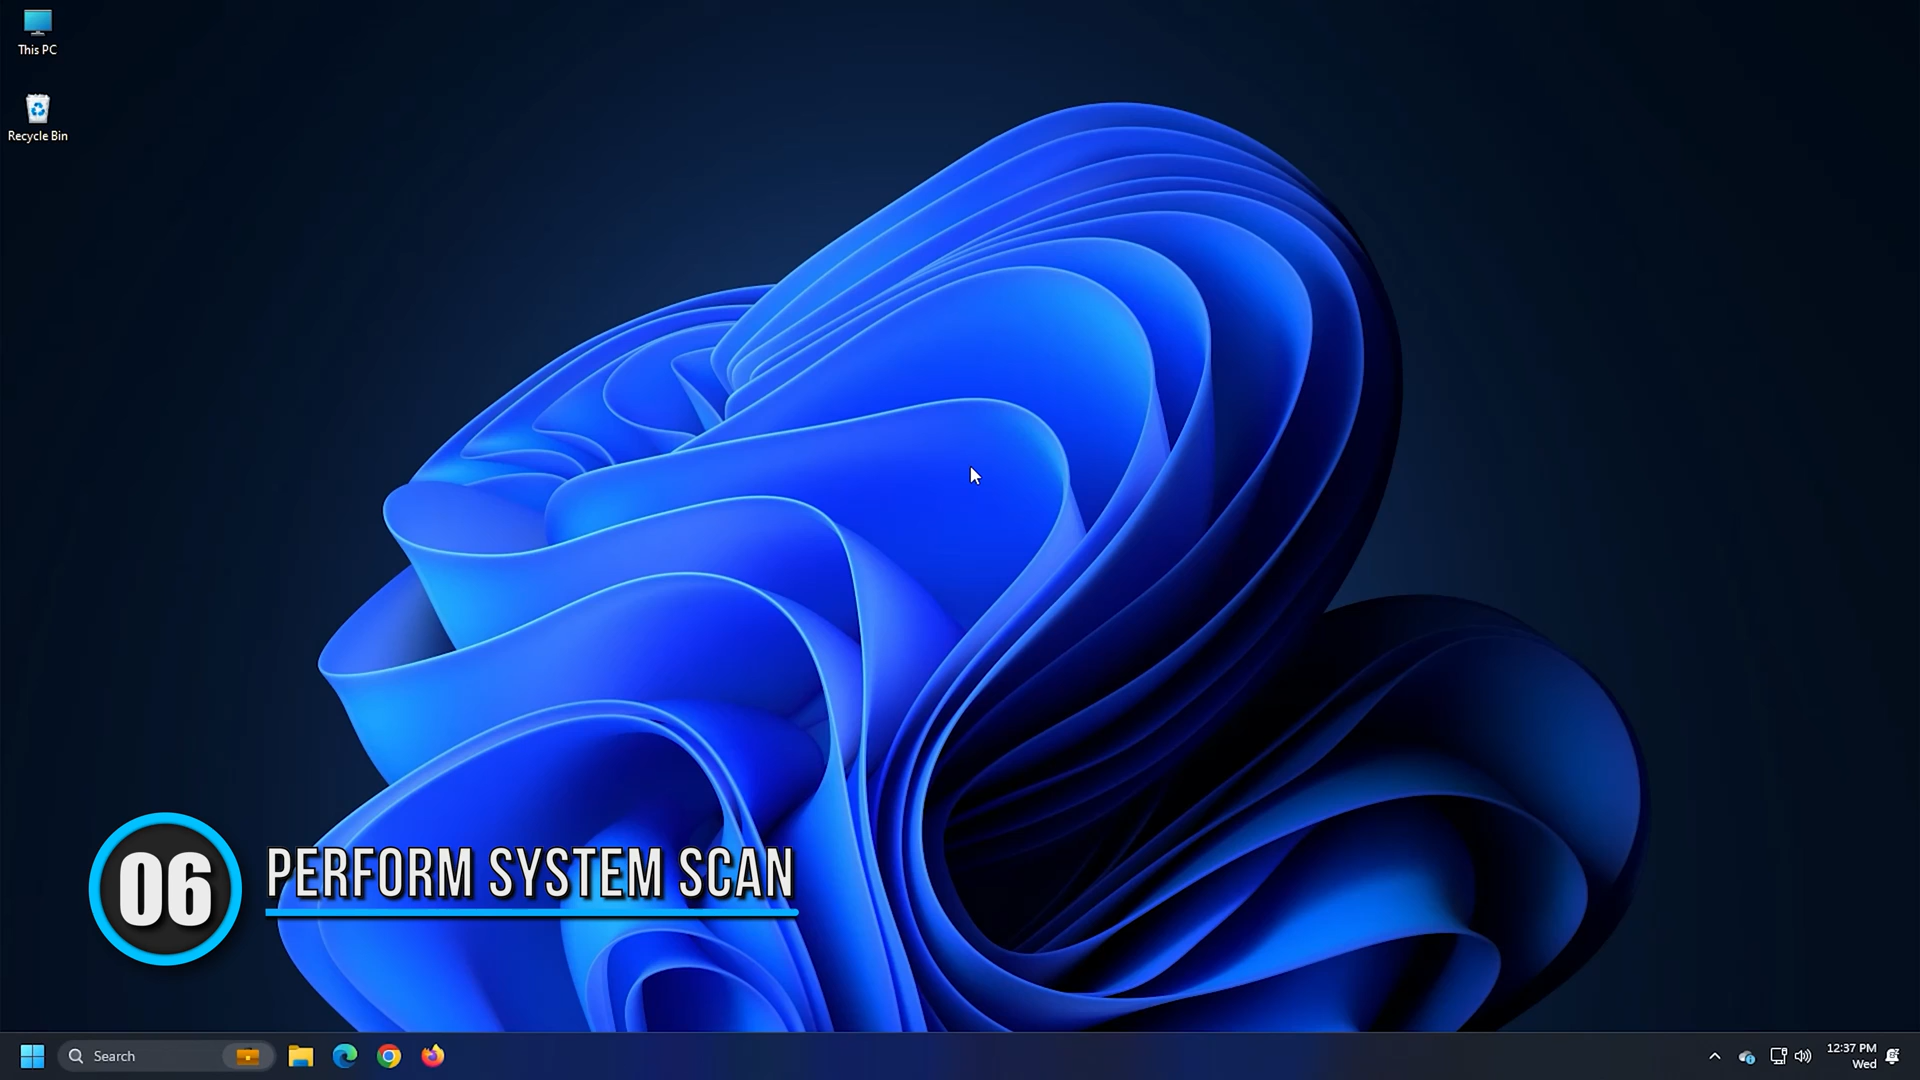 This PC
Recycle Bin
06 PERFORM SYSTEM SCAN
Search
12:37 PM
Wed